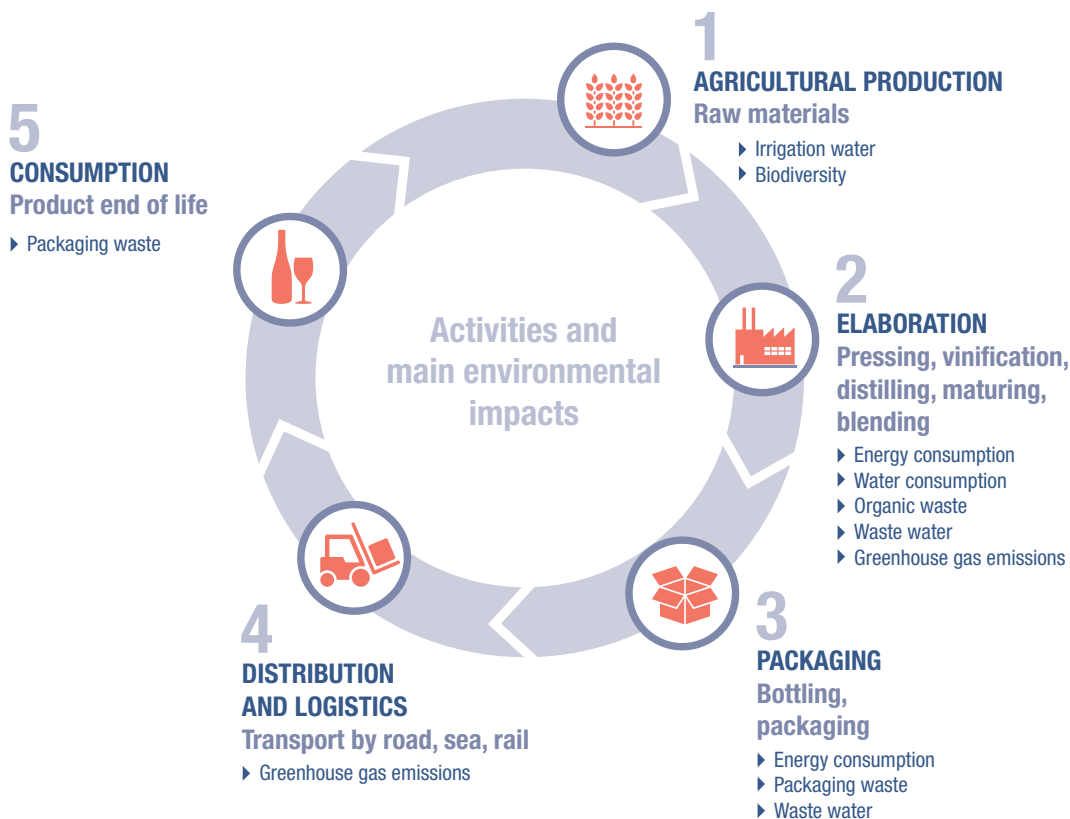 Activities and
main environmental
impacts
1
AGRICULTURAL PRODUCTION
Raw materials
Irrigation water
Biodiversity
2
ELABORATION
Pressing, vinification,
distilling, maturing,
blending
Energy consumption
Water consumption
Organic waste
Waste water
Greenhouse gas emissions
3
PACKAGING
Bottling,
packaging
Energy consumption
Packaging waste
Waste water
4
DISTRIBUTION
AND LOGISTICS
Transport by road, sea, rail
Greenhouse gas emissions
5
CONSUMPTION
Product end of life
Packaging waste